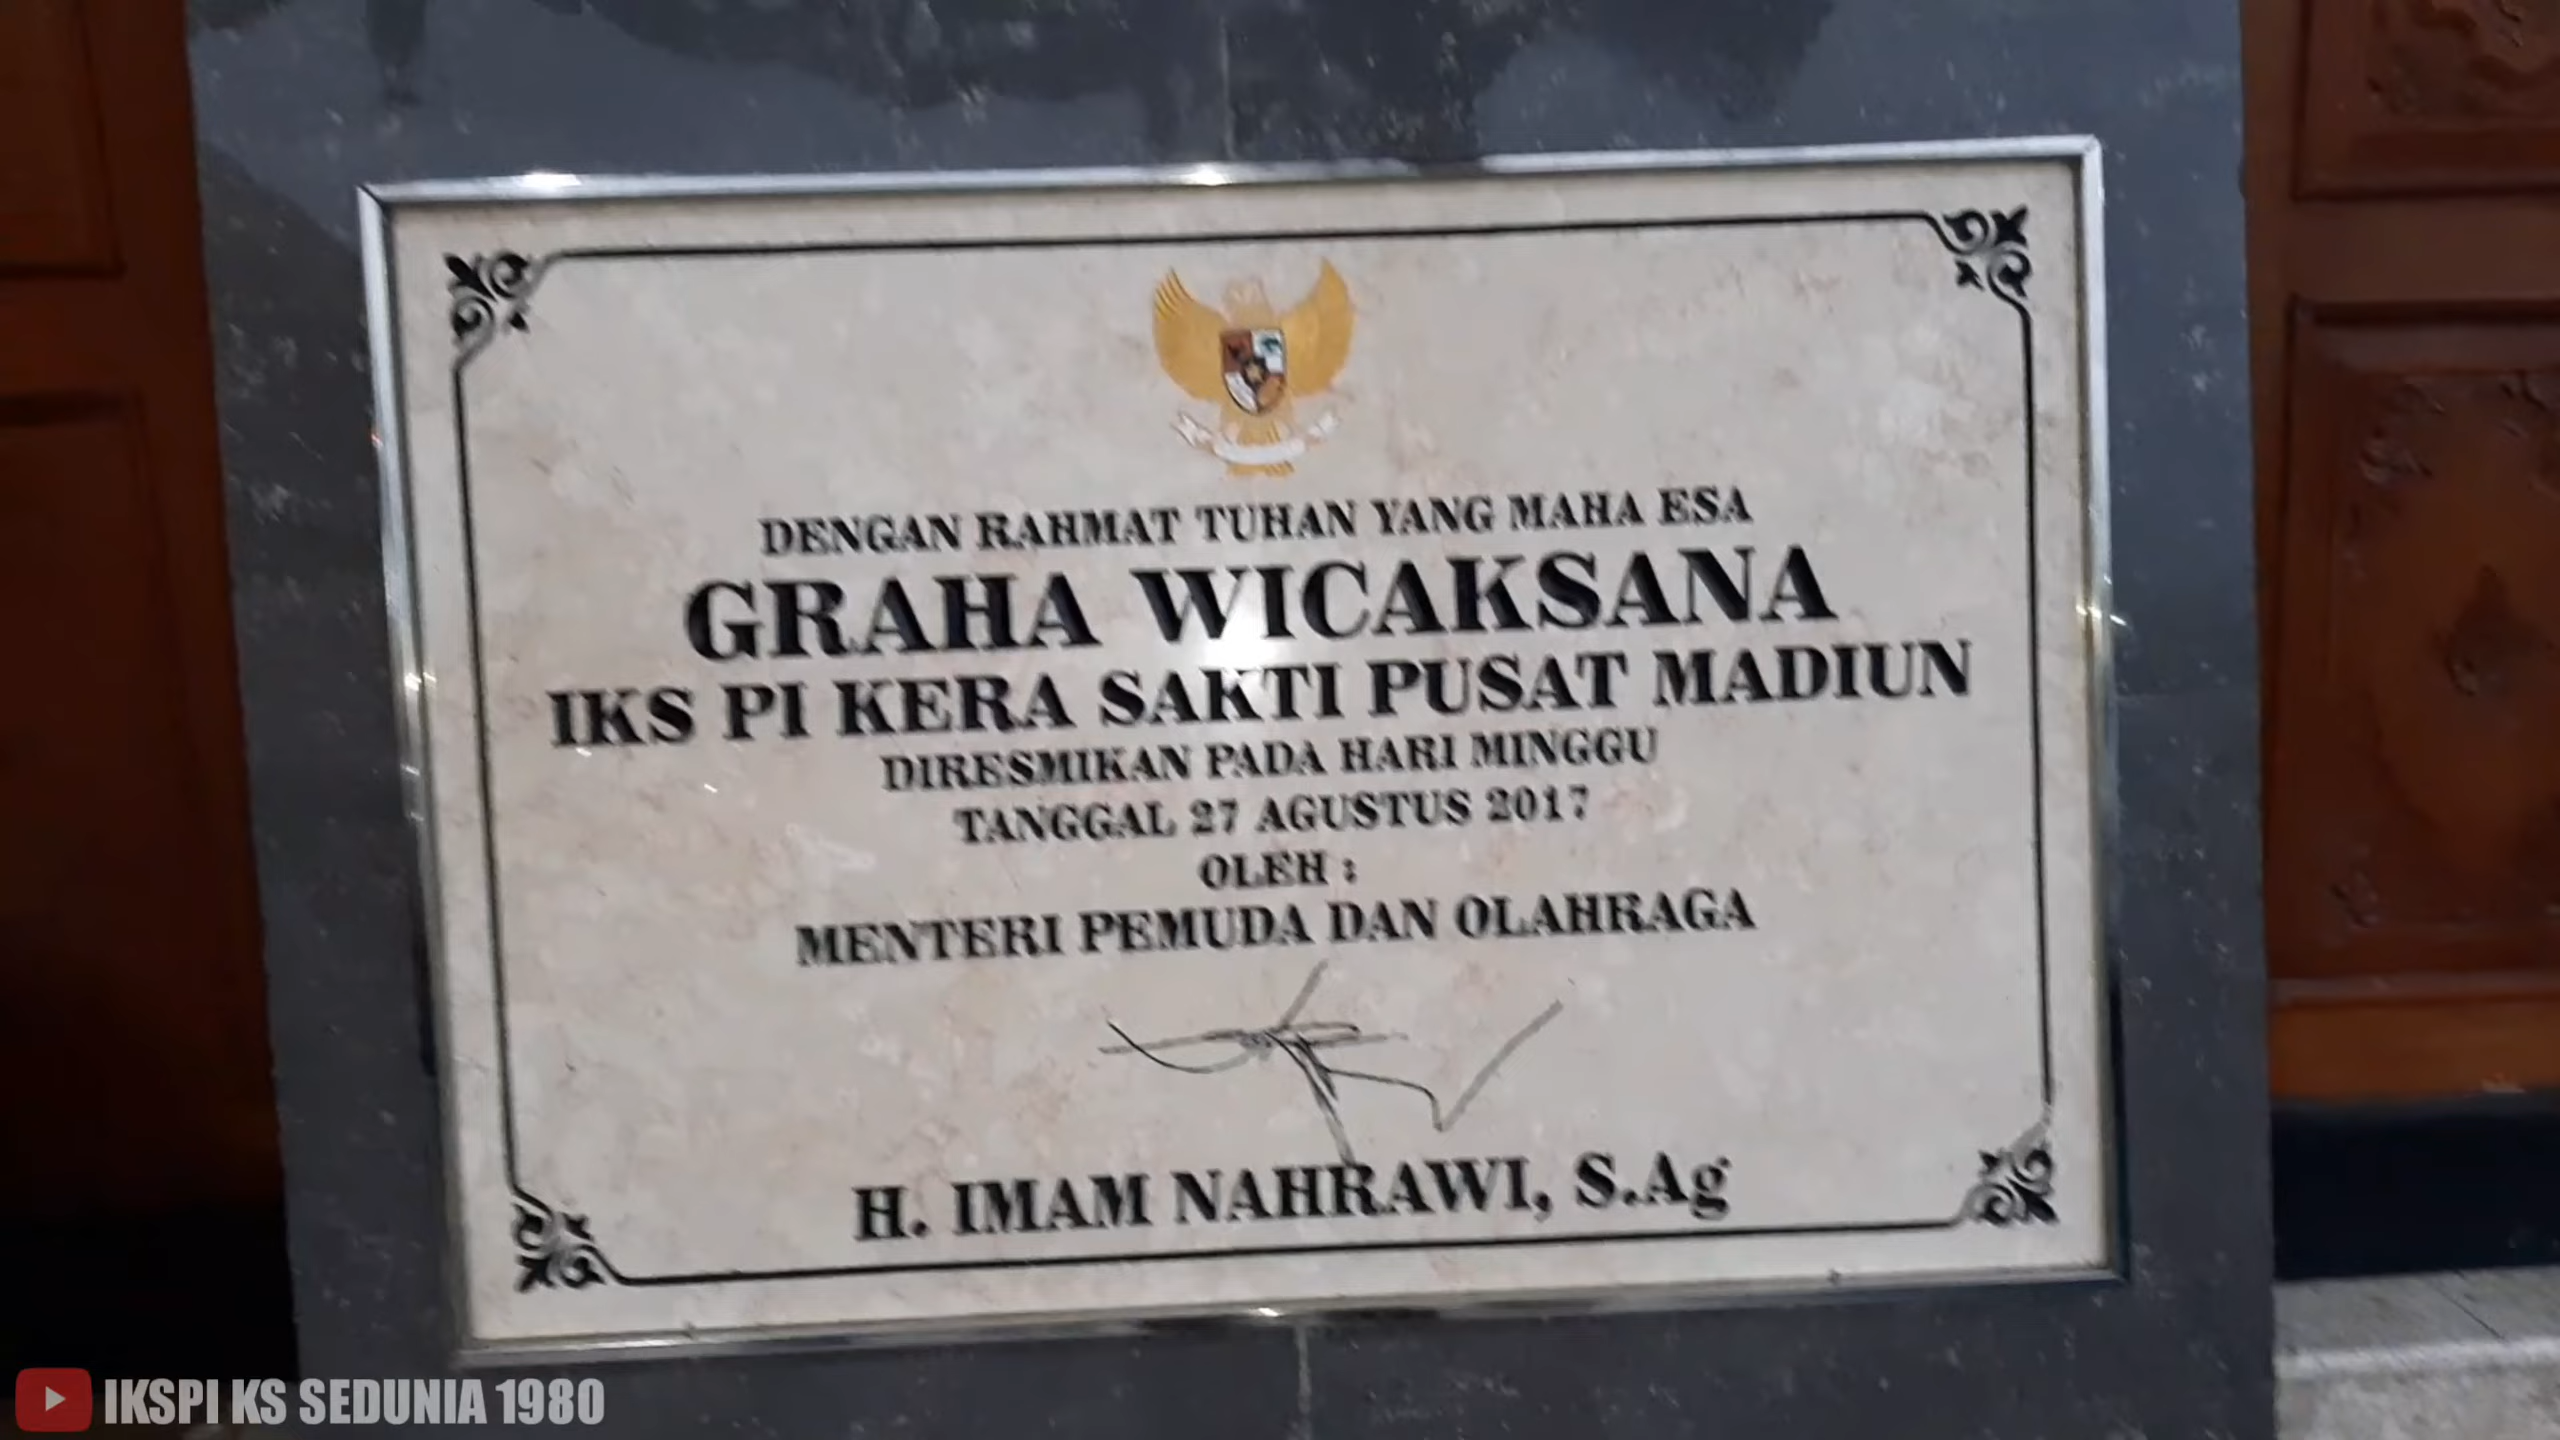 DENGAN RAHMAT TUHAN YANG MAHA ESA
GRAHA WICAKSANA
IKS PI KERA SAKTI PUSAT MADIUN
DIRESMIKAN PADA HARI MINGGU
TANGGAL 27 AGUSTUS 2017
OLEH :
MENTERI PEMUDA DAN OLAHRAGA
H. IMAM NAHRAWI, S.Ag
IKSPI KS SEDUNIA 1980